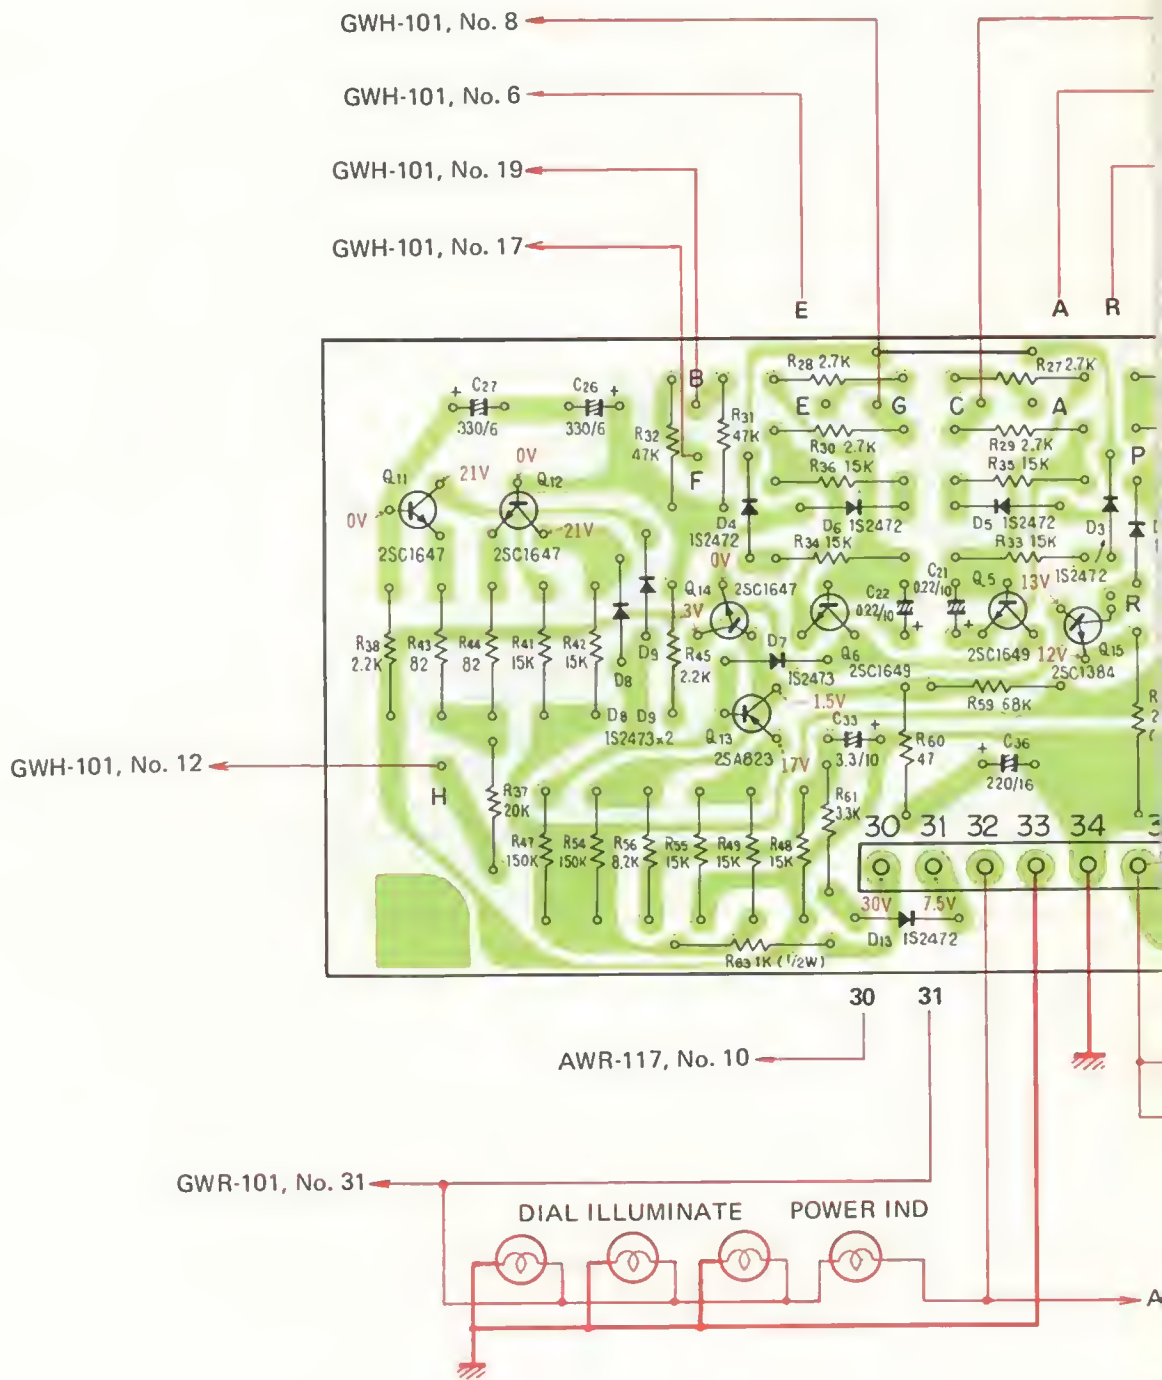 GWH-101, No. 8
GWH-101, No. 6
GWH-101, No. 19
GWH-101, No. 17
E
A R
B
R28 2.7K
R27 2.7K
C27
330/6
C26
330/6
R32
47K
R31
47K
E G C A
F
R30 2.7K
R29 2.7K
R36 15K
R35 15K
P
Q11
21V
0V
2SC1647
0V
Q12
21V
2SC1647
D4
1S2472
D6 1S2472
D5 1S2472
D3
1S2472
R34 15K
R33 15K
0V
Q14
2SC1647
.3V
C22
0.22/10
C21
0.22/10
Q5
13V
R
R38
2.2K
R43
82
R44
82
R41
15K
R42
15K
D8
D9
R45
2.2K
D7
1S2473
Q6
2SC1649
2SC1649
12V
Q15
2SC1384
D8 D9
1S2473x2
1.5V
Q13
2SA823
17V
C33
3.3/10
R59 68K
R60
47
C36
220/16
GWH-101, No. 12
H
R37
20K
R61
3.3K
R47
150K
R54
150K
R56
8.2K
R55
15K
R49
15K
R48
15K
30 31 32 33 34 3
30V 7.5V
D13 1S2472
R63 1K (1/2W)
30 31
AWR-117, No. 10
GWR-101, No. 31
DIAL ILLUMINATE POWER IND
A